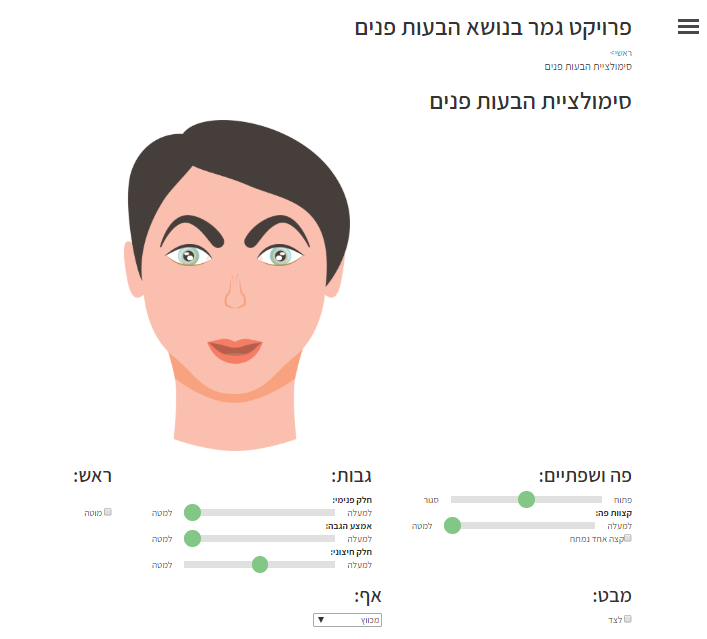 פרויקט גמר בנושא הבעות פנים
ראשי>
סימולציית הבעות פנים
סימולציית הבעות פנים
פה ושפתיים:
פתוח סגור
קצוות פה:
למעלה למטה
קצה אחד נמתח
גבות:
חלק פנימי:
למעלה למטה
אמצע הגבה:
למעלה למטה
חלק חיצוני:
למעלה למטה
ראש:
מוטה
מבט:
לצד
אף:
מכווץ